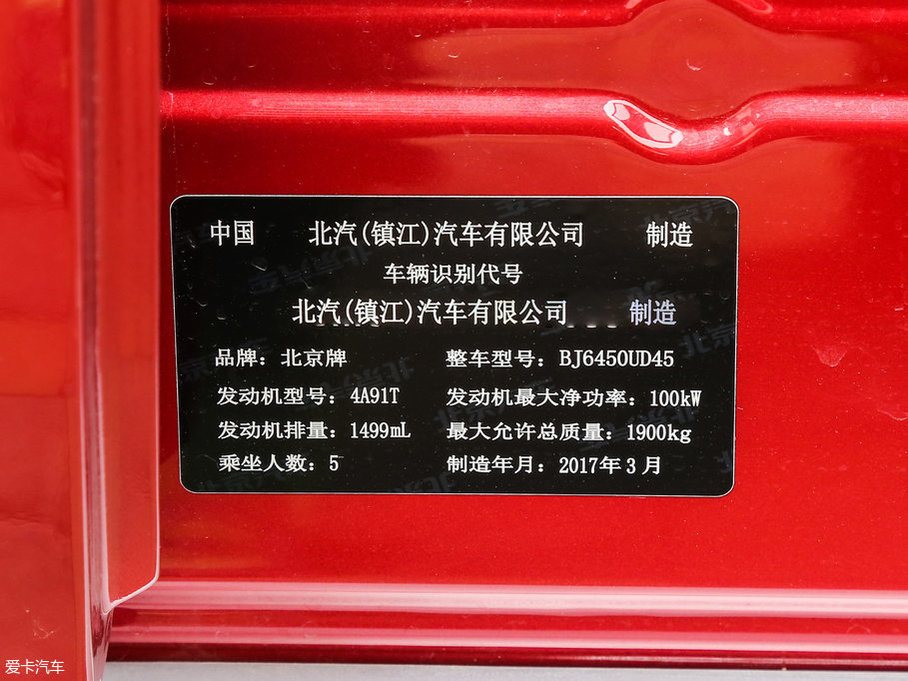 中国 北汽(镇江)汽车有限公司 制造
车辆识别代号
北汽(镇江)汽车有限公司 制造
品牌：北京牌 整车型号：BJ6450UD45
发动机型号：4A91T 发动机最大净功率：100kW
发动机排量：1499mL 最大允许总质量：1900kg
乘坐人数：5 制造年月：2017年3月
爱卡汽车